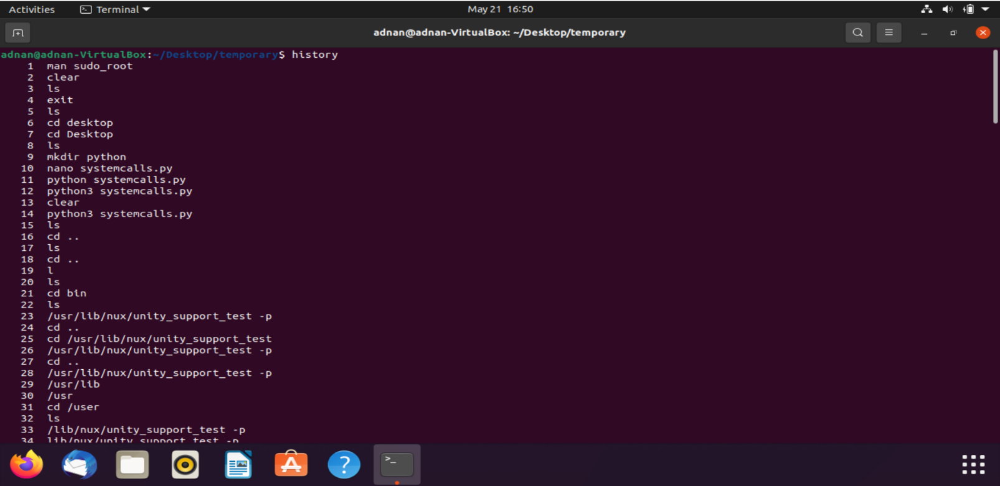 Activities Terminal May 21 16:50
adnan@adnan-VirtualBox: ~/Desktop/temporary
adnan@adnan-VirtualBox:~/Desktop/temporary$ history
1 man sudo_root
2 clear
3 ls
4 exit
5 ls
6 cd desktop
7 cd Desktop
8 ls
9 mkdir python
10 nano systemcalls.py
11 python systemcalls.py
12 python3 systemcalls.py
13 clear
14 python3 systemcalls.py
15 ls
16 cd ..
17 ls
18 cd ..
19 l
20 ls
21 cd bin
22 ls
23 /usr/lib/nux/unity_support_test -p
24 cd ..
25 cd /usr/lib/nux/unity_support_test
26 /usr/lib/nux/unity_support_test -p
27 cd ..
28 /usr/lib/nux/unity_support_test -p
29 /usr/lib
30 /usr
31 cd /user
32 ls
33 /lib/nux/unity_support_test -p
34 lib/nux/unity_support_test -p